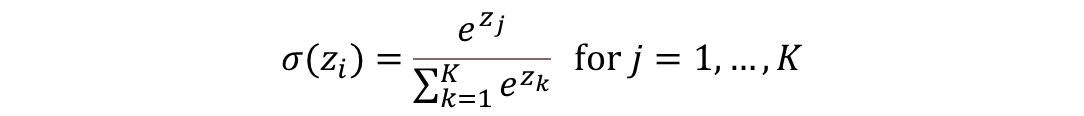 σ(z_i) = e^{z_j} / ∑_{k=1}^{K} e^{z_k} for j = 1, … , K